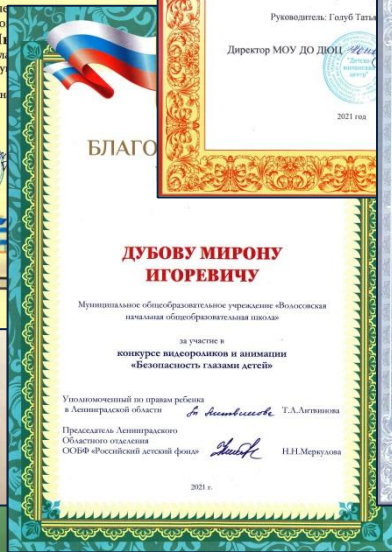 Руководитель: Голуб Татья
Директор МОУ ДО ДЮЦ
2021 год
БЛАГО
ДУБОВУ МИРОНУ
ИГОРЕВИЧУ
Муниципальное общеобразовательное учреждение «Волосовская
начальная общеобразовательная школа»
за участие в
конкурсе видеороликов и анимации
«Безопасность глазами детей»
Уполномоченный по правам ребенка
в Ленинградской области
Т.А.Литвинова
Председатель Ленинградского
Областного отделения
ООБФ «Российский детский фонд»
Н.Н.Меркулова
2021 г.